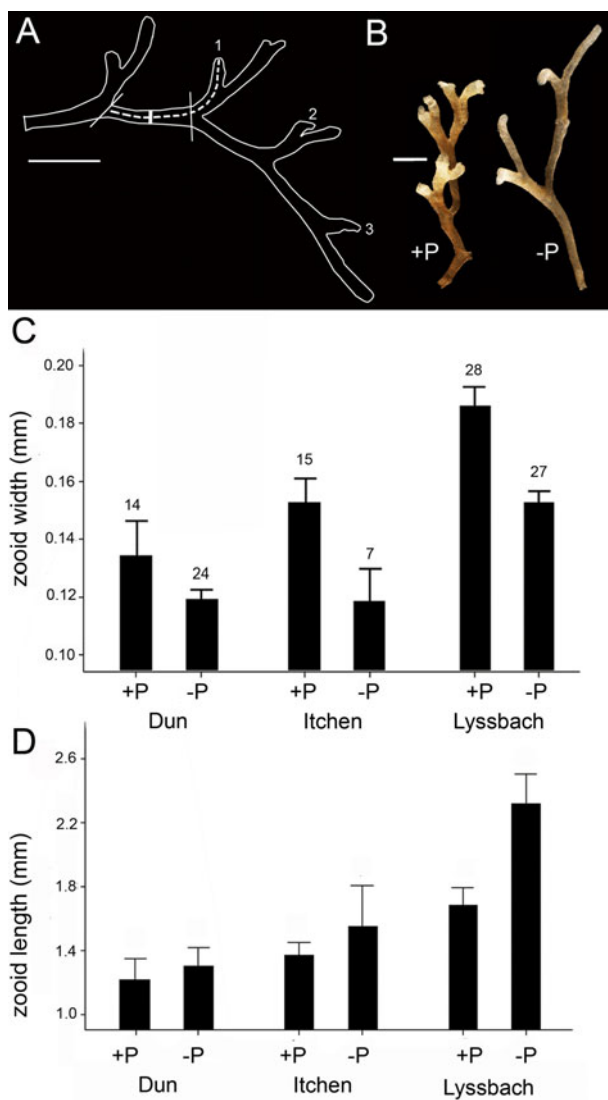 A
B
1
2
3
+P
-P
C
zooid width (mm)
0.20
0.18
0.16
0.14
0.12
0.10
14
24
15
7
28
27
+P -P +P -P +P -P
Dun Itchen Lyssbach
D
zooid length (mm)
2.6
2.2
1.8
1.4
1.0
+P -P +P -P +P -P
Dun Itchen Lyssbach